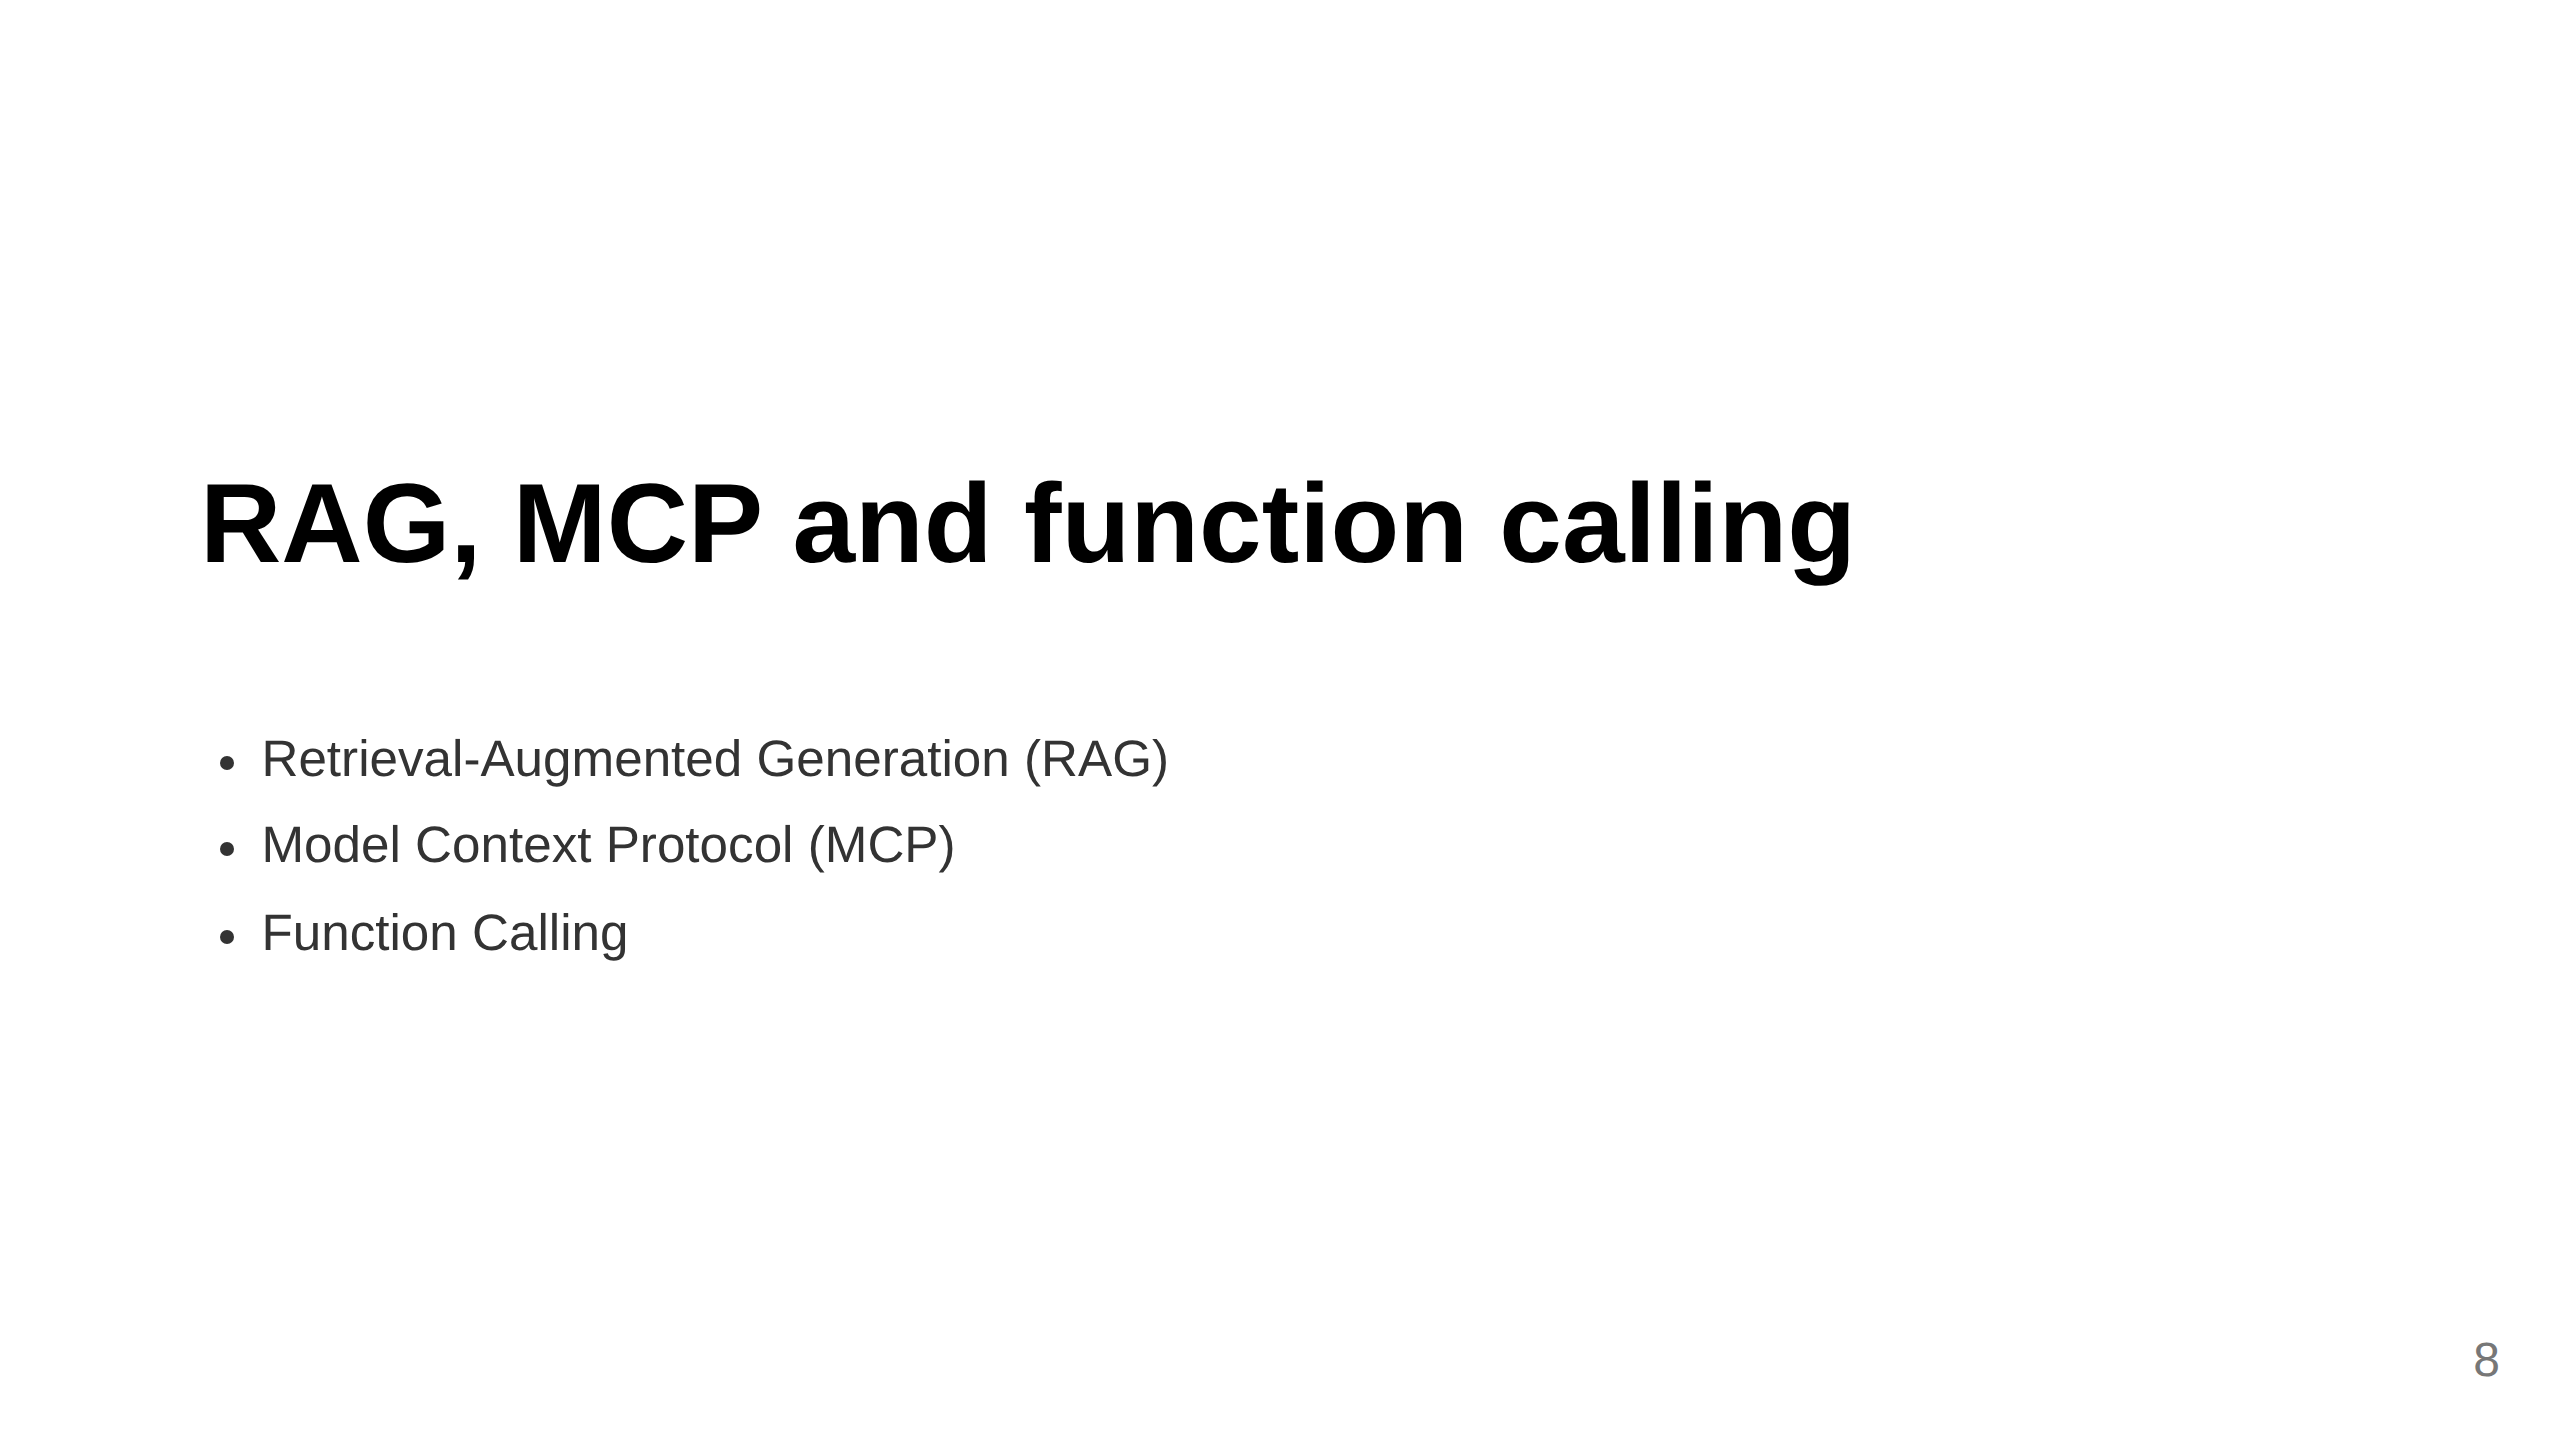 RAG, MCP and function calling
• Retrieval-Augmented Generation (RAG)
• Model Context Protocol (MCP)
• Function Calling
8